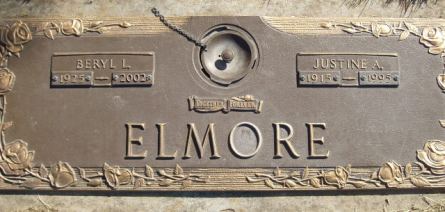 BERYL L.
1925 - 2002
JUSTINE A.
1915 - 1995
TOGETHER FOREVER
ELMORE